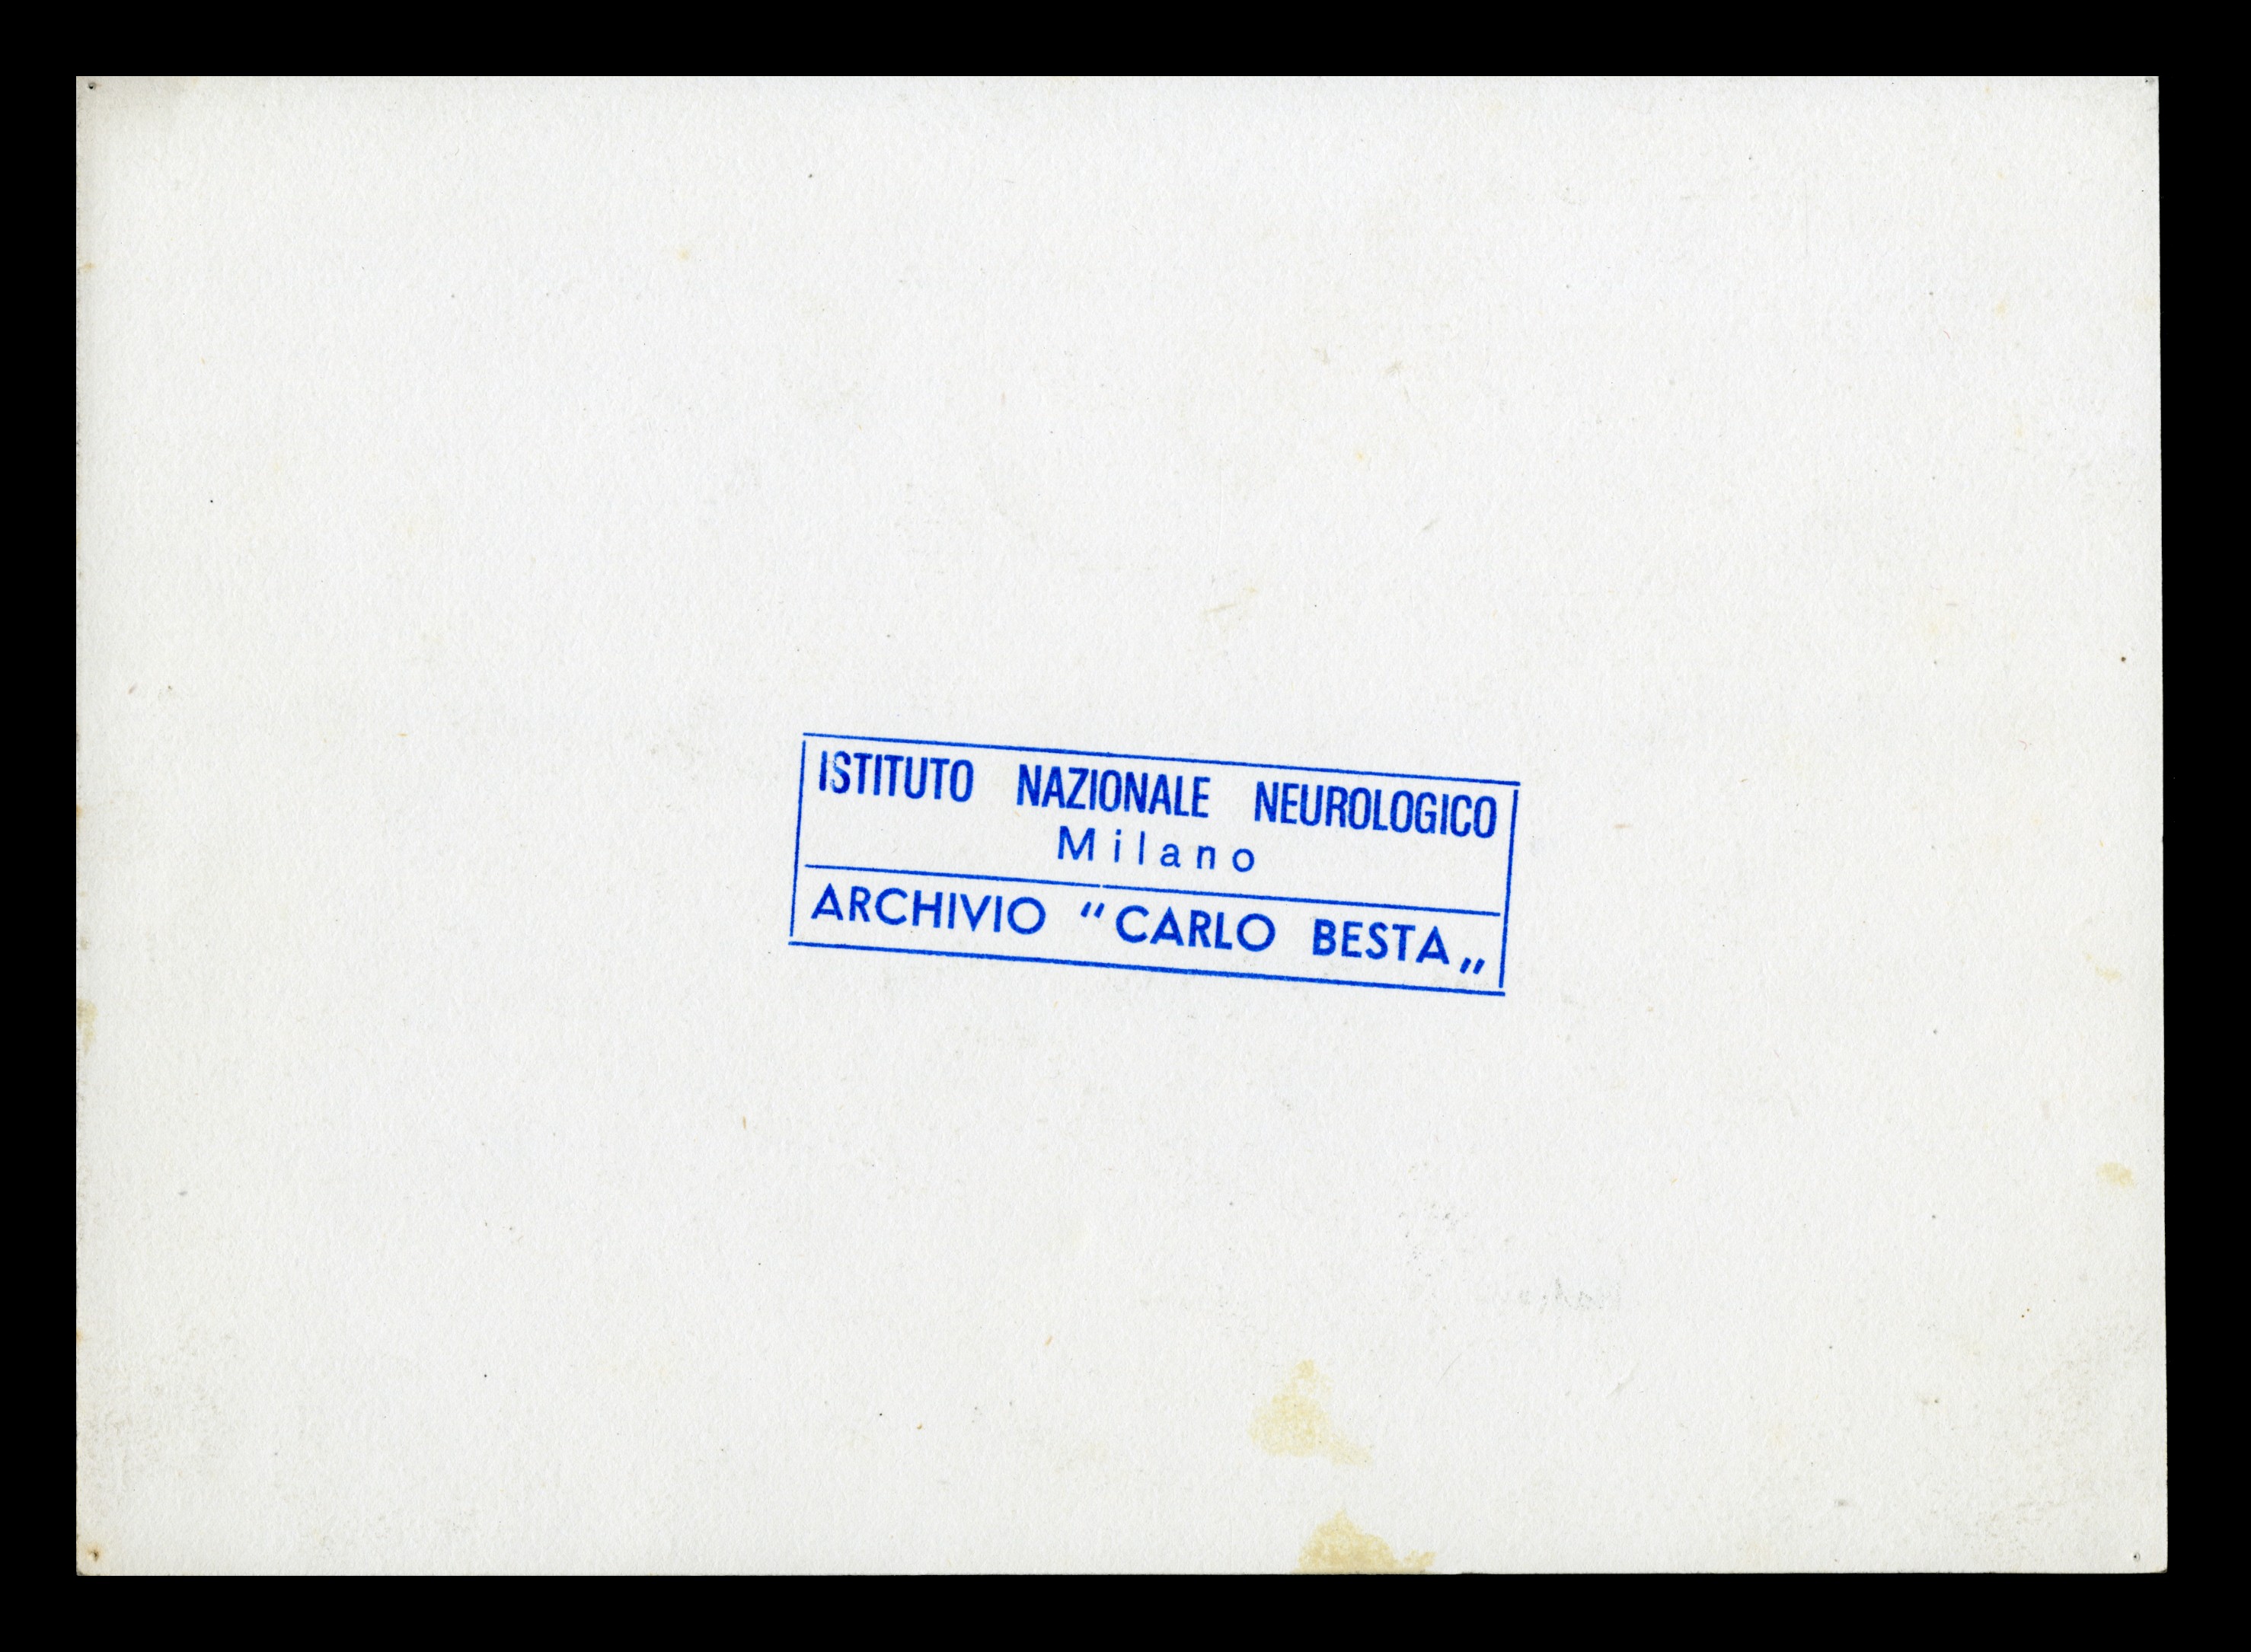 ISTITUTO NAZIONALE NEUROLOGICO
Milano
ARCHIVIO “CARLO BESTA„